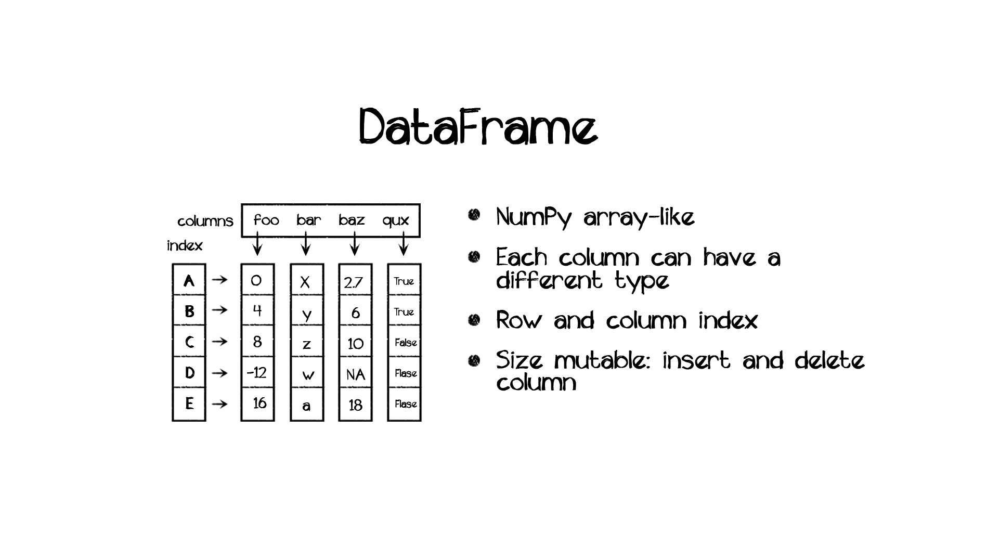 DataFrame
columns foo bar baz qux
index
A → 0 X 2.7 True
B → 4 y 6 True
C → 8 z 10 False
D → -12 w NA Flase
E → 16 a 18 Flase
NumPy array-like
Each column can have a
different type
Row and column index
Size mutable: insert and delete
column